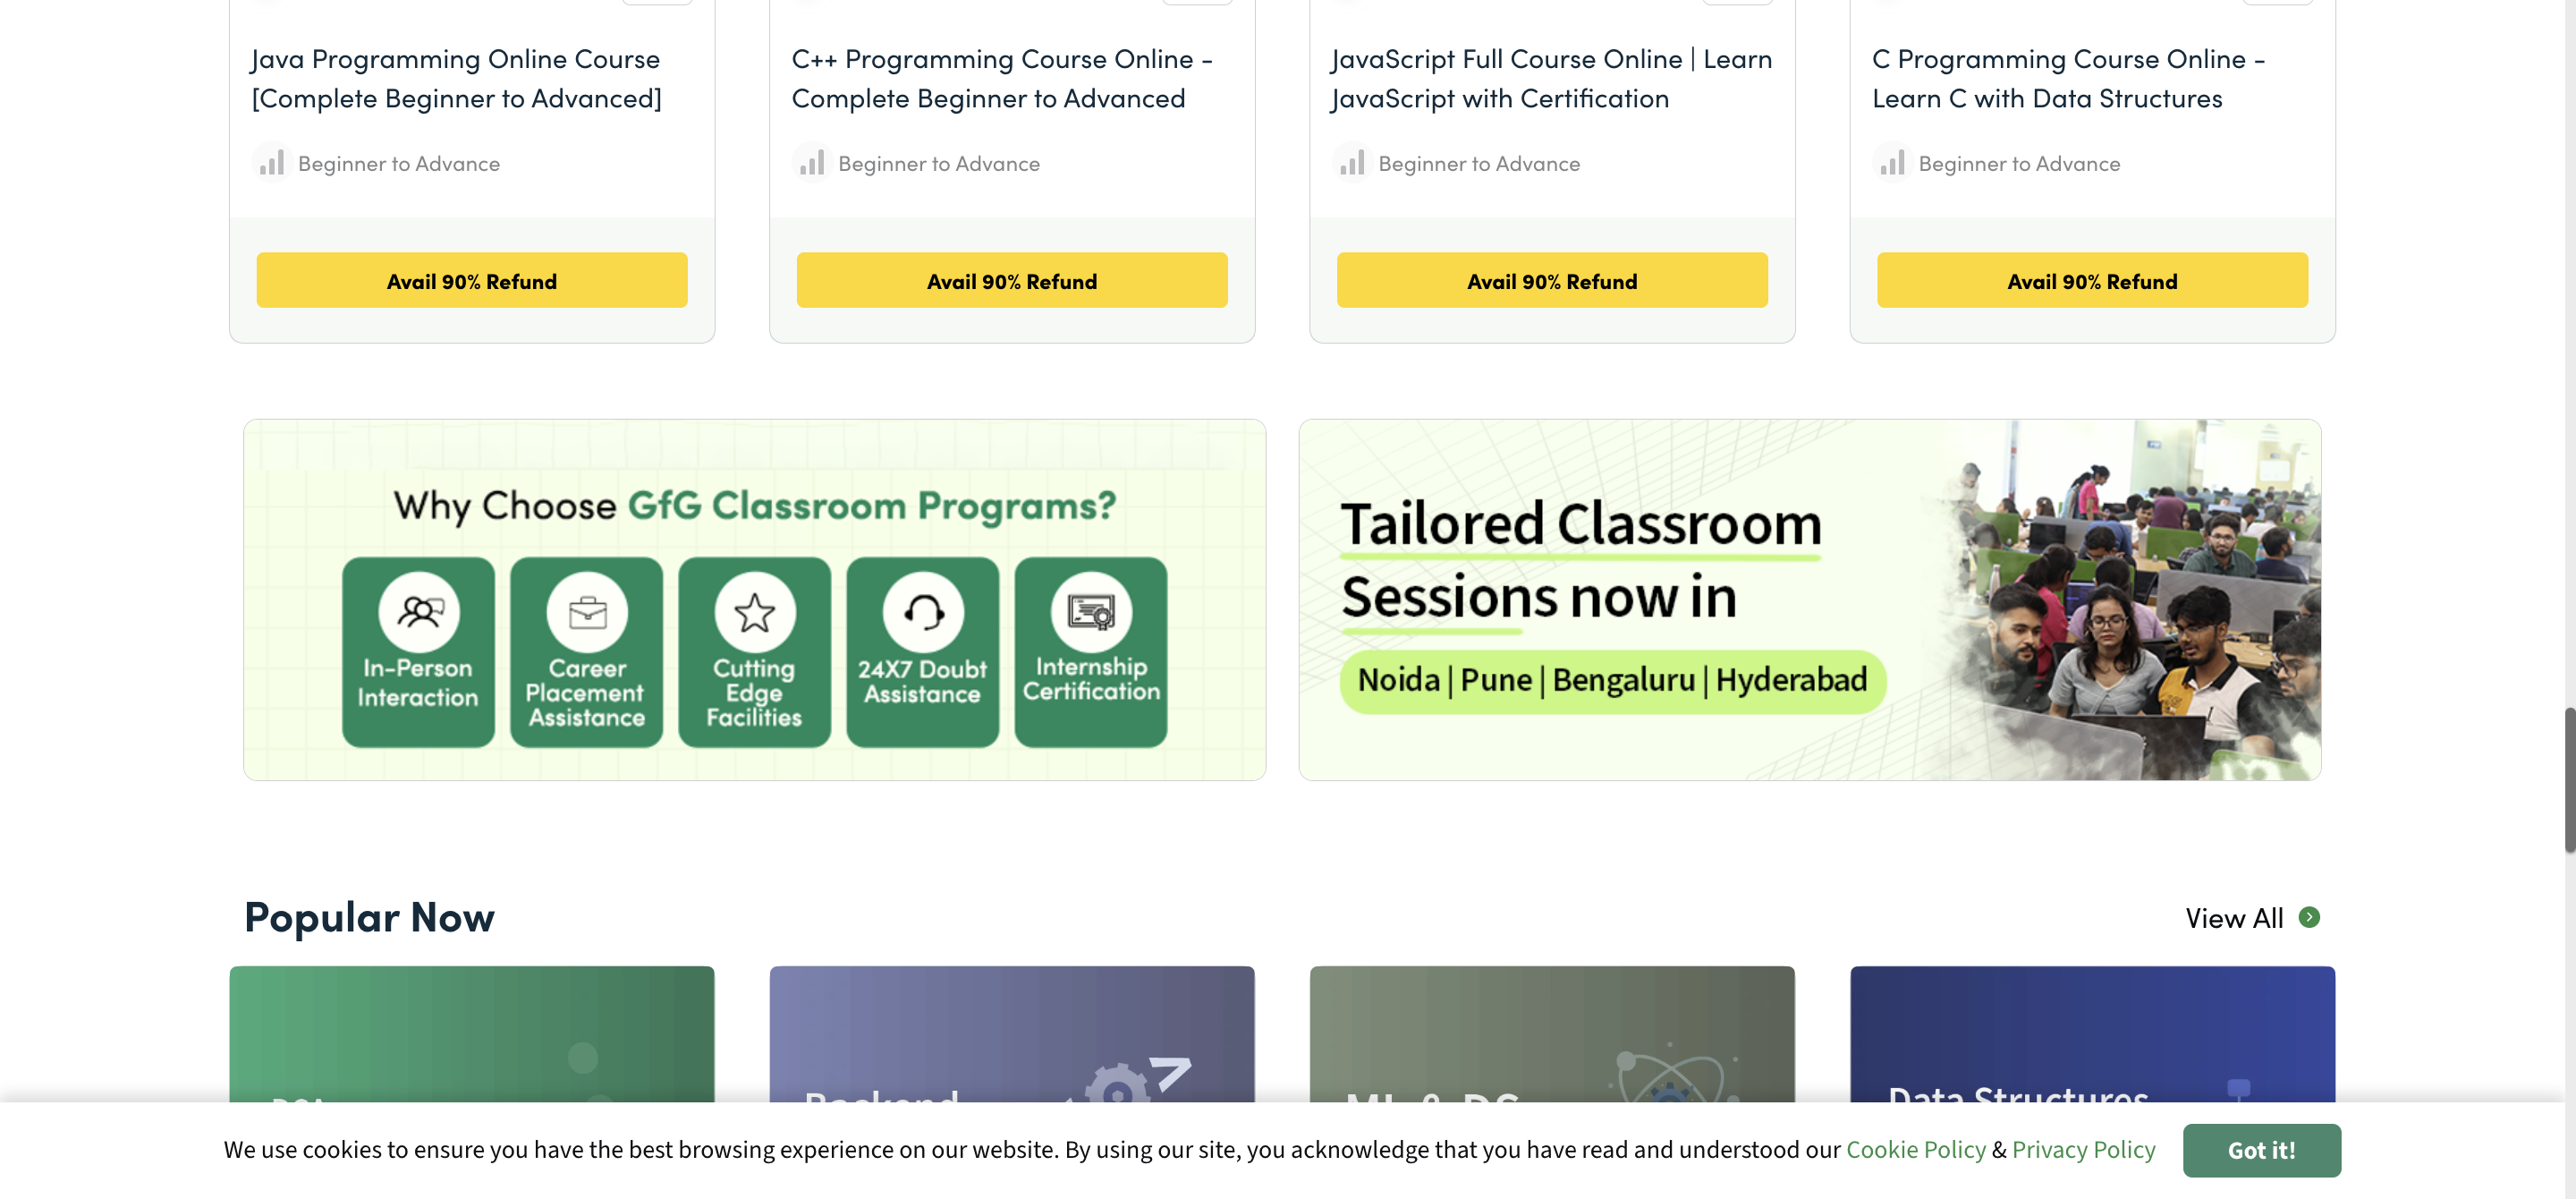 Java Programming Online Course
[Complete Beginner to Advanced]
Beginner to Advance
Avail 90% Refund
C++ Programming Course Online -
Complete Beginner to Advanced
Beginner to Advance
Avail 90% Refund
JavaScript Full Course Online | Learn
JavaScript with Certification
Beginner to Advance
Avail 90% Refund
C Programming Course Online -
Learn C with Data Structures
Beginner to Advance
Avail 90% Refund
Why Choose GfG Classroom Programs?
In-Person
Interaction
Career
Placement
Assistance
Cutting
Edge
Facilities
24X7 Doubt
Assistance
Internship
Certification
Tailored Classroom
Sessions now in
Noida | Pune | Bengaluru | Hyderabad
Popular Now
View All
Backend
ML & DS
Data Structures
We use cookies to ensure you have the best browsing experience on our website. By using our site, you acknowledge that you have read and understood our Cookie Policy & Privacy Policy
Got it!